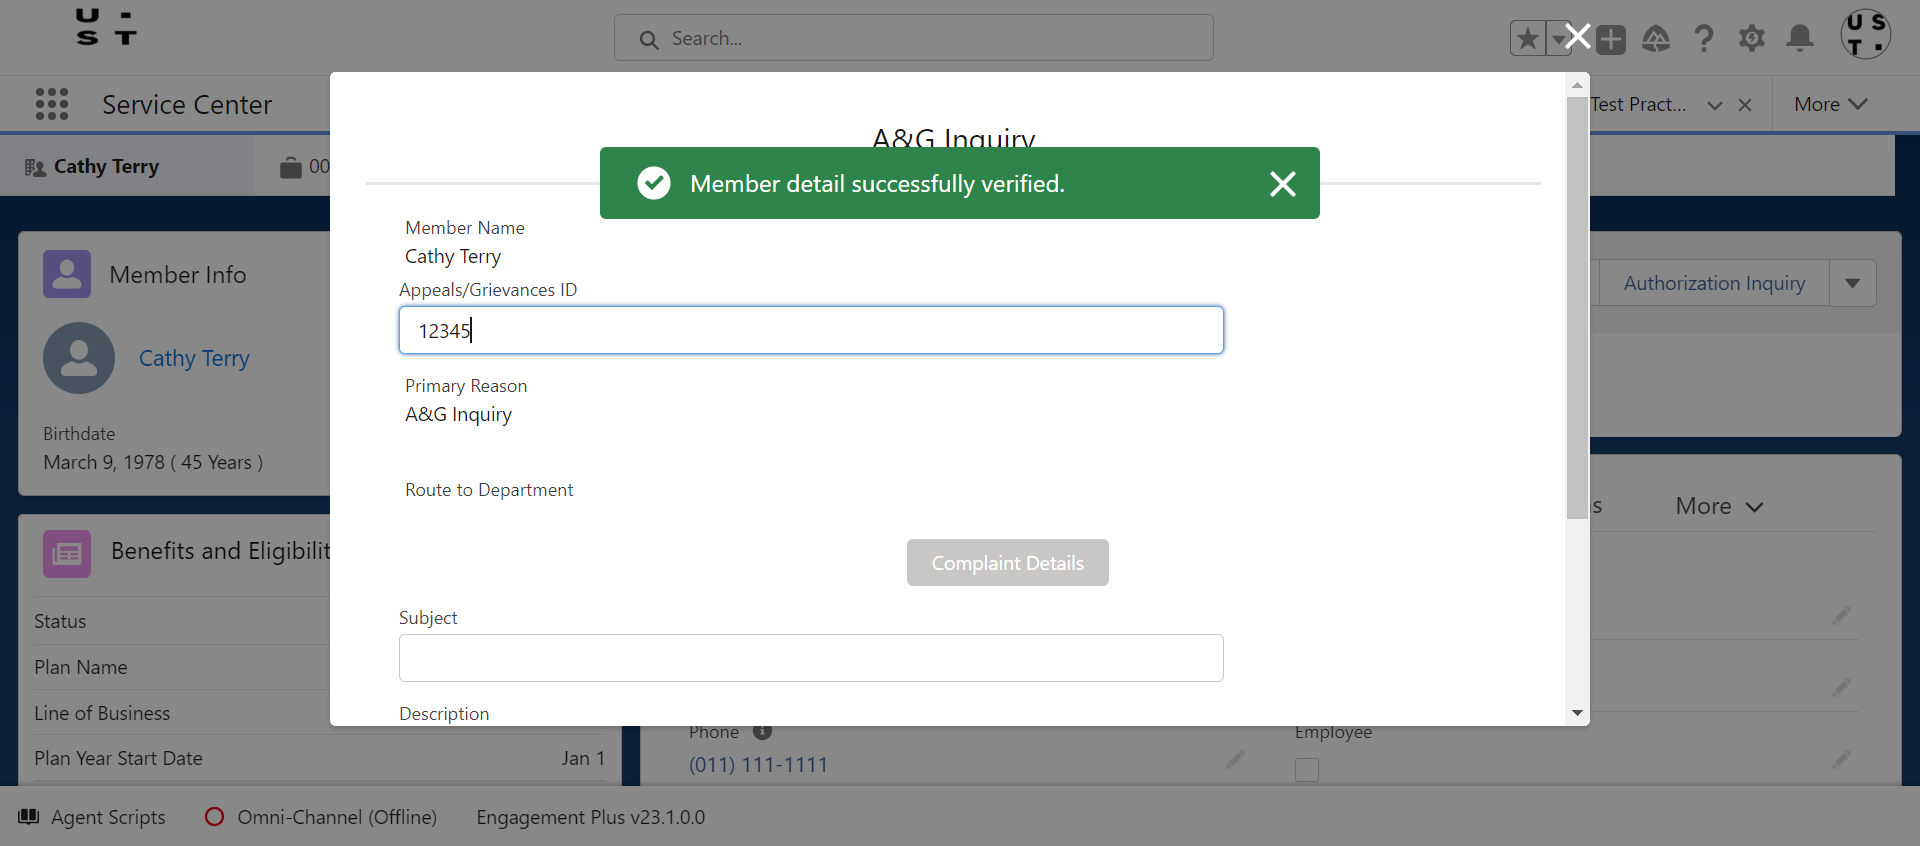 U
S T
Search...
U S
T
Service Center
Test Pract...
More
Cathy Terry
00
A&G Inquiry
Member detail successfully verified.
Member Info
Cathy Terry
Birthdate
March 9, 1978 ( 45 Years )
Member Name
Cathy Terry
Appeals/Grievances ID
12345
Primary Reason
A&G Inquiry
Route to Department
Complaint Details
Subject
Description
Authorization Inquiry
s
More
Benefits and Eligibilit
Status
Plan Name
Line of Business
Plan Year Start Date
Jan 1
Phone
(011) 111-1111
Employee
Agent Scripts
Omni-Channel (Offline)
Engagement Plus v23.1.0.0